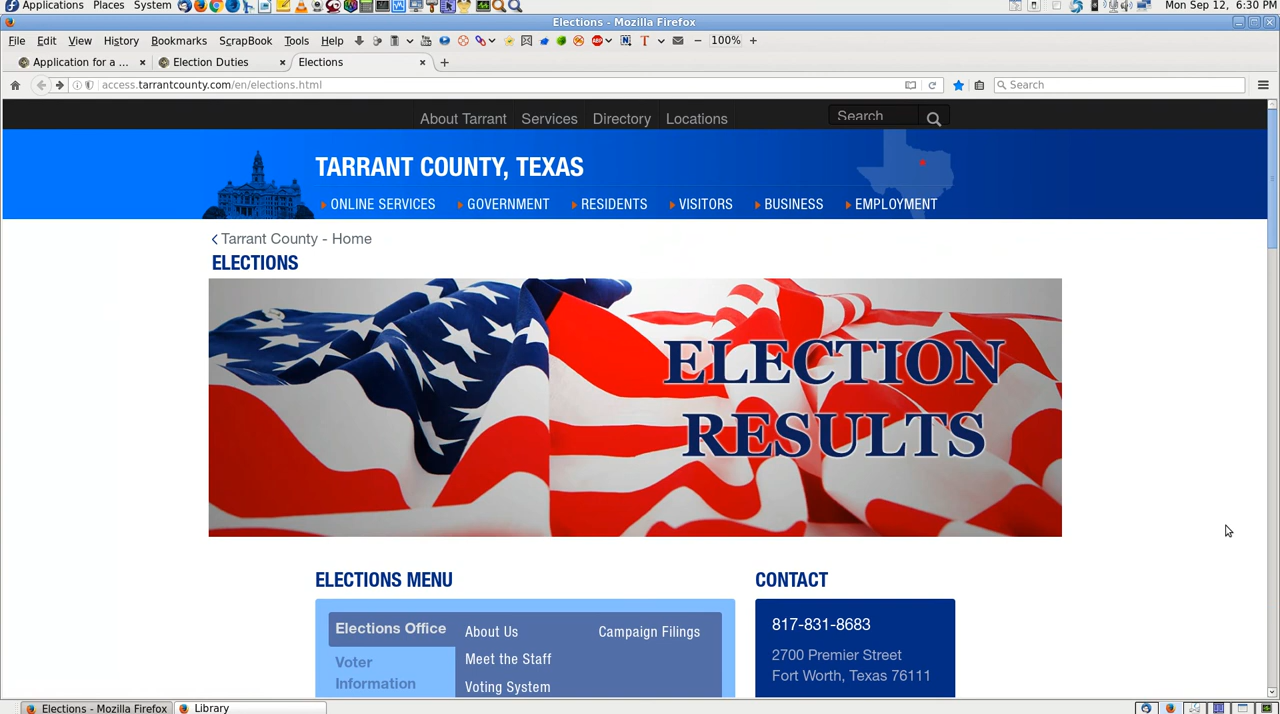 Applications Places System Mon Sep 12, 6:30 PM
Elections - Mozilla Firefox
File Edit View History Bookmarks ScrapBook Tools Help 100%
Application for a ... Election Duties Elections
access.tarrantcounty.com/en/elections.html Search
About Tarrant Services Directory Locations Search
TARRANT COUNTY, TEXAS
ONLINE SERVICES GOVERNMENT RESIDENTS VISITORS BUSINESS EMPLOYMENT
Tarrant County - Home
ELECTIONS
ELECTION
RESULTS
ELECTIONS MENU
Elections Office
Voter
Information
About Us Campaign Filings
Meet the Staff
Voting System
CONTACT
817-831-8683
2700 Premier Street
Fort Worth, Texas 76111
Elections - Mozilla Firefox Library